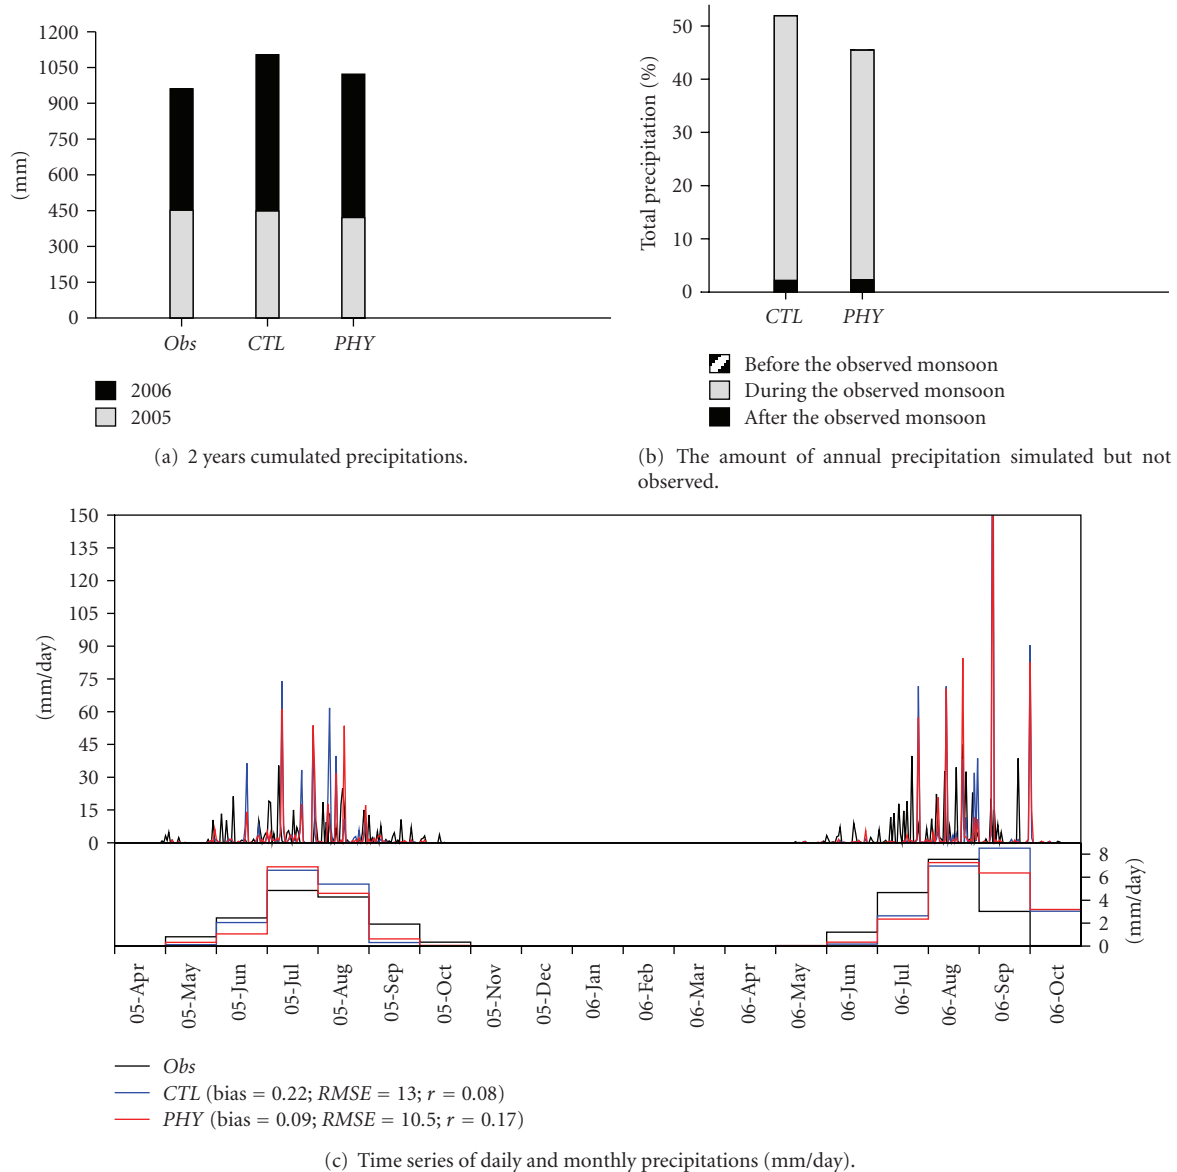 1200
1050
900
750
600
450
300
150
0
(mm)
Obs CTL PHY
2006
2005
(a) 2 years cumulated precipitations.
50
40
30
20
10
0
Total precipitation (%)
CTL PHY
Before the observed monsoon
During the observed monsoon
After the observed monsoon
(b) The amount of annual precipitation simulated but not
observed.
150
135
120
105
90
75
60
45
30
15
0
(mm/day)
8
6
4
2
0
(mm/day)
05-Apr
05-May
05-Jun
05-Jul
05-Aug
05-Sep
05-Oct
05-Nov
05-Dec
06-Jan
06-Feb
06-Mar
06-Apr
06-May
06-Jun
06-Jul
06-Aug
06-Sep
06-Oct
Obs
CTL (bias = 0.22; RMSE = 13; r = 0.08)
PHY (bias = 0.09; RMSE = 10.5; r = 0.17)
(c) Time series of daily and monthly precipitations (mm/day).